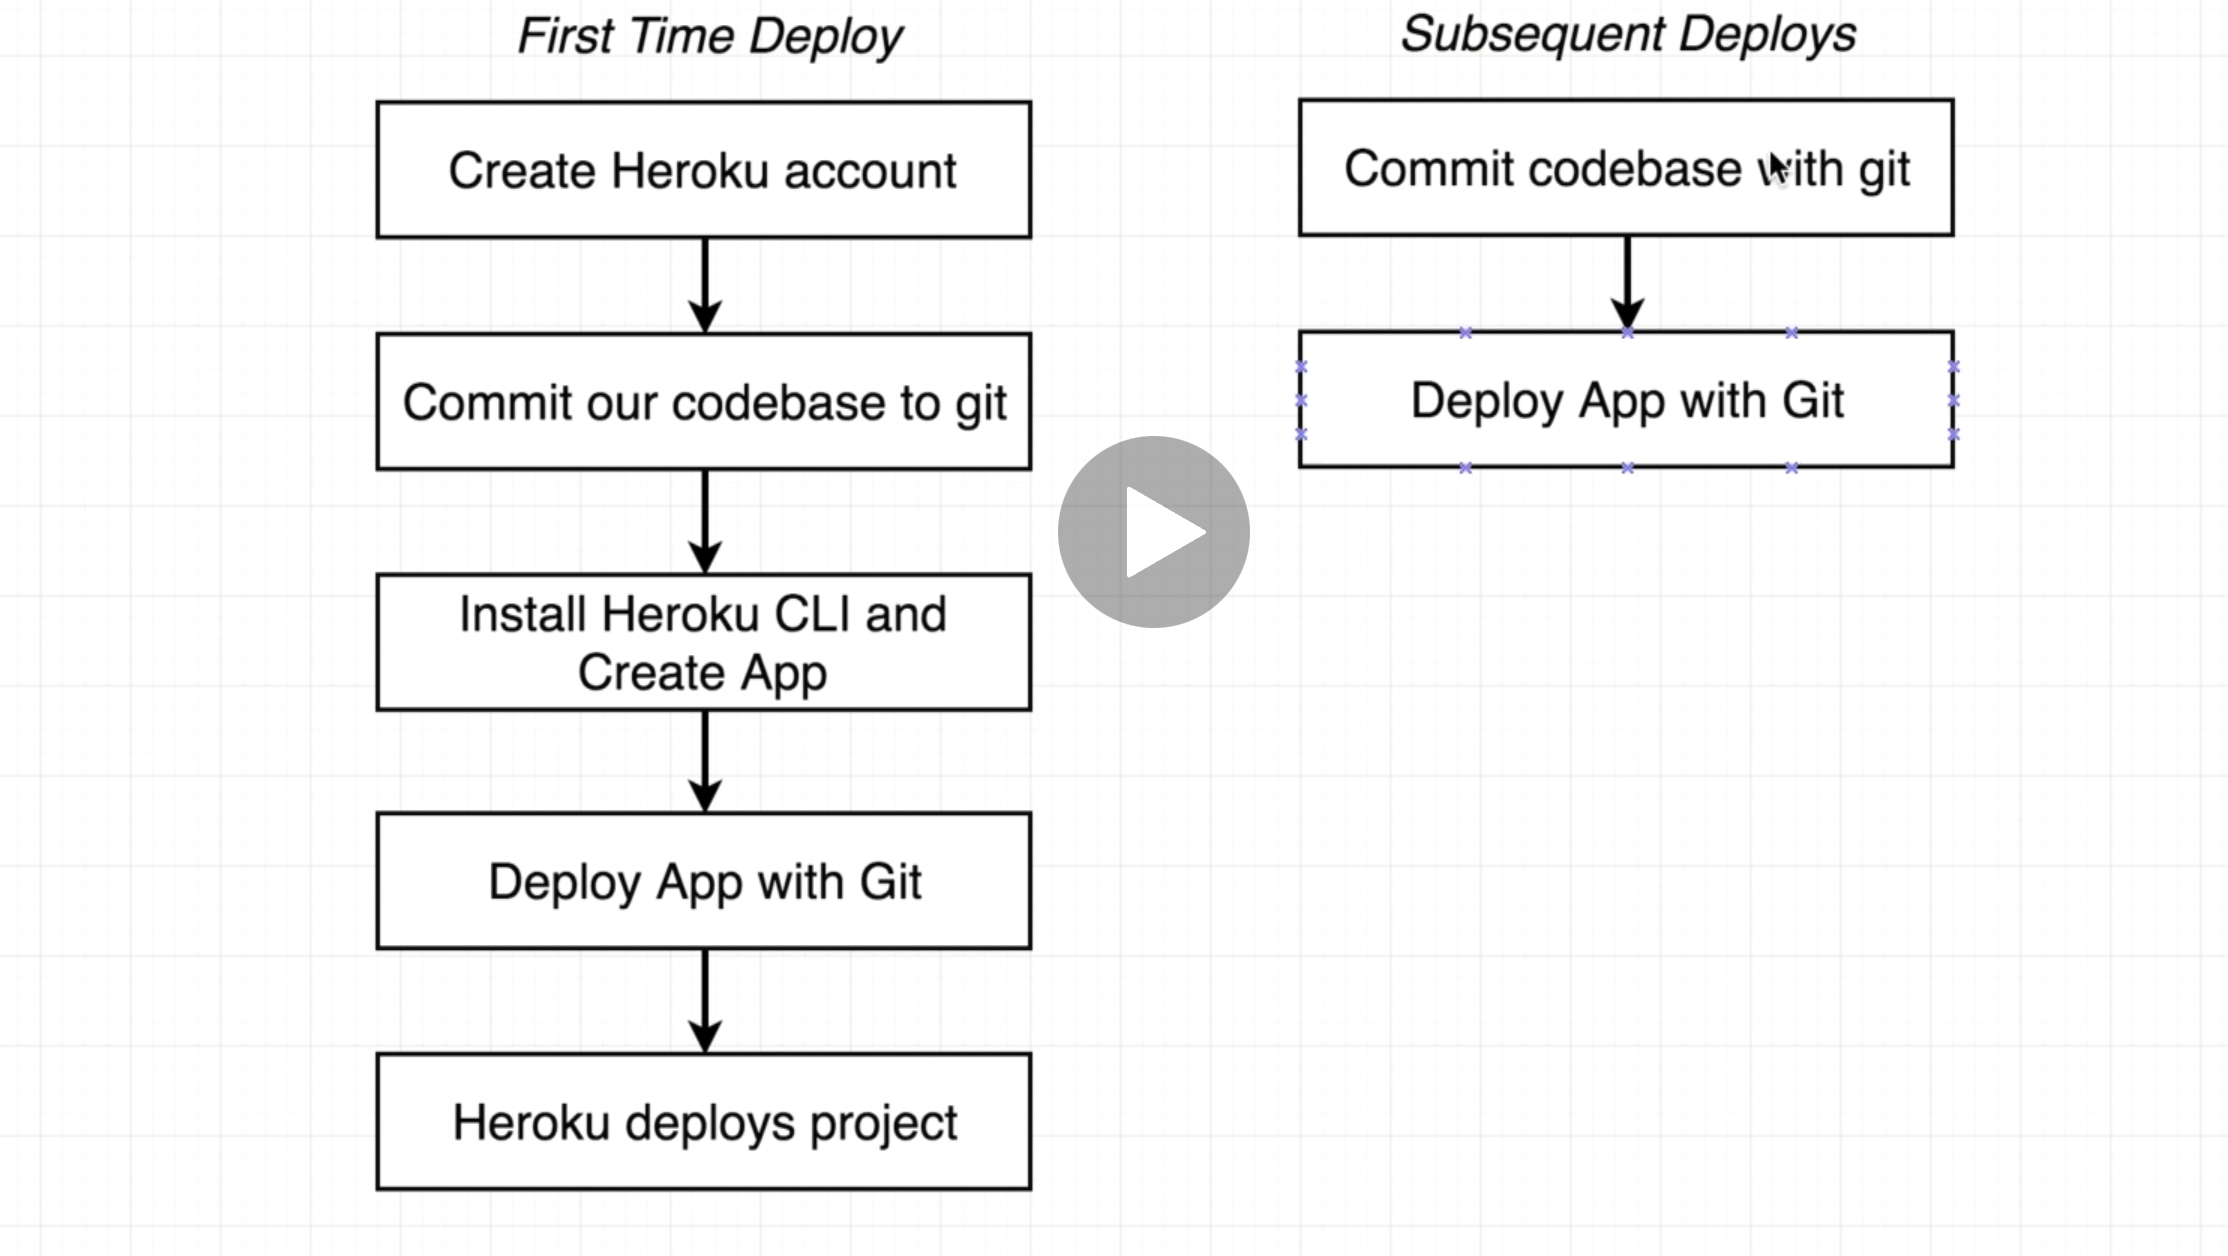 First Time Deploy
Create Heroku account
Commit our codebase to git
Install Heroku CLI and
Create App
Deploy App with Git
Heroku deploys project
Subsequent Deploys
Commit codebase with git
Deploy App with Git